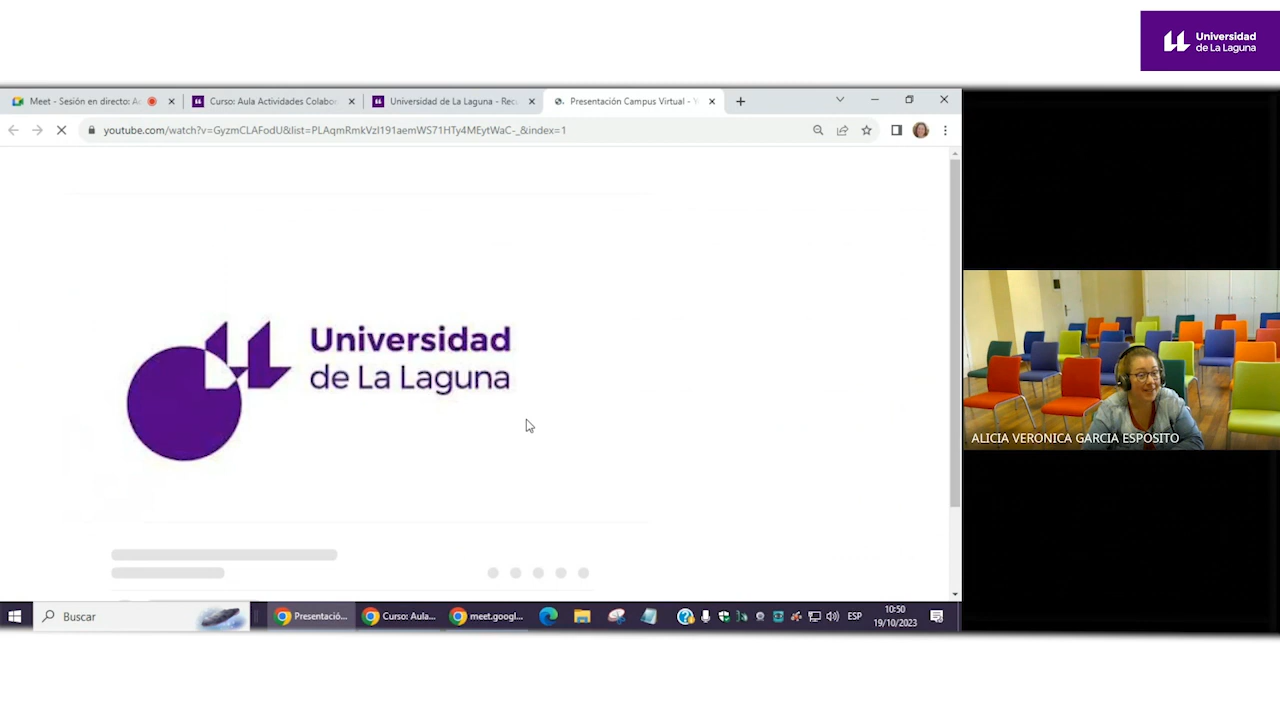 Universidad
de La Laguna
Meet - Sesión en directo: Ac
Curso: Aula Actividades Colabo
Universidad de La Laguna - Rec
Presentación Campus Virtual - Y
youtube.com/watch?v=GyzmCLAFodU&list=PLAqmRmkVzI191aemWS71HTy4MEytWaC-_&index=1
Universidad
de La Laguna
ALICIA VERONICA GARCIA ESPOSITO
Buscar
Presentació...
Curso: Aula...
meet.googl...
ESP
10:50
19/10/2023